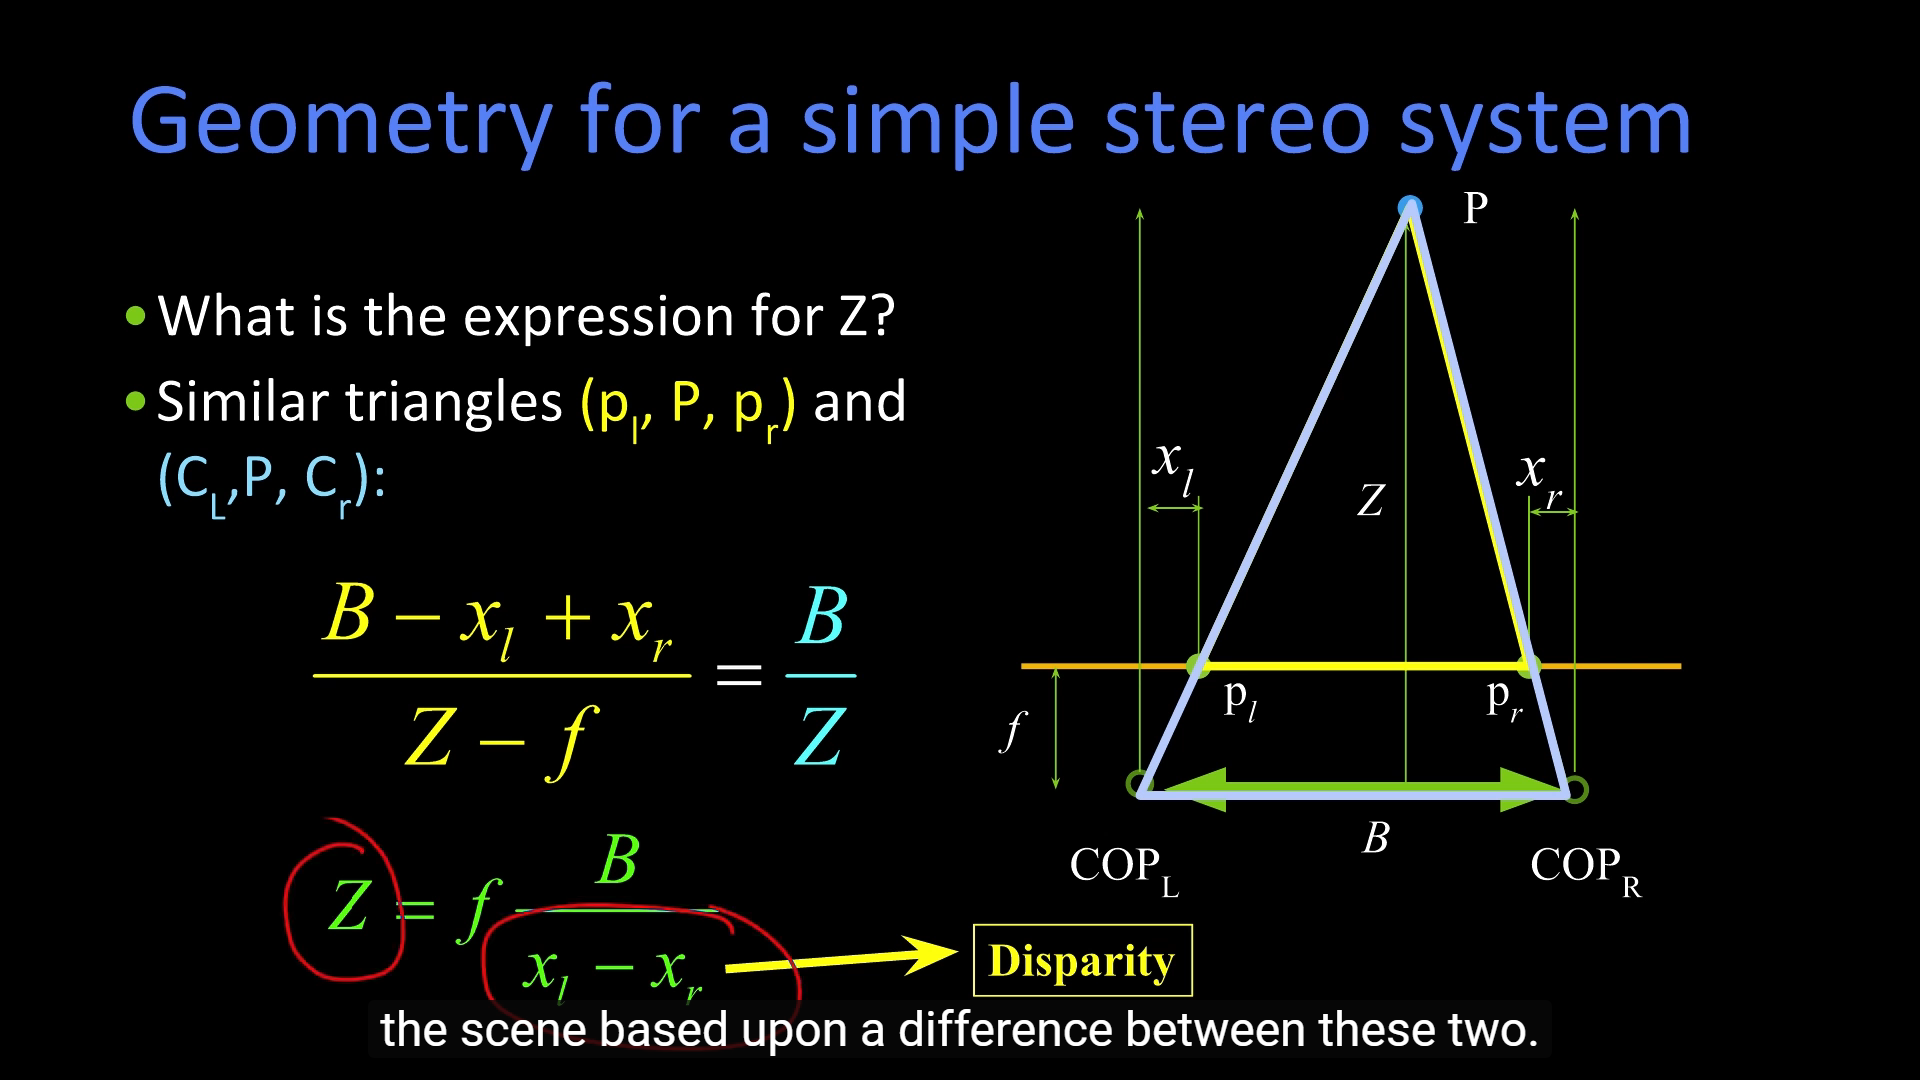 Geometry for a simple stereo system
• What is the expression for Z?
• Similar triangles (pl, P, pr) and
(CL,P, Cr):
B − xl + xr
Z − f
=
B
Z
Z = f
B
xl − xr
Disparity
P
xl
xr
Z
pl
pr
f
B
COPL
COPR
the scene based upon a difference between these two.